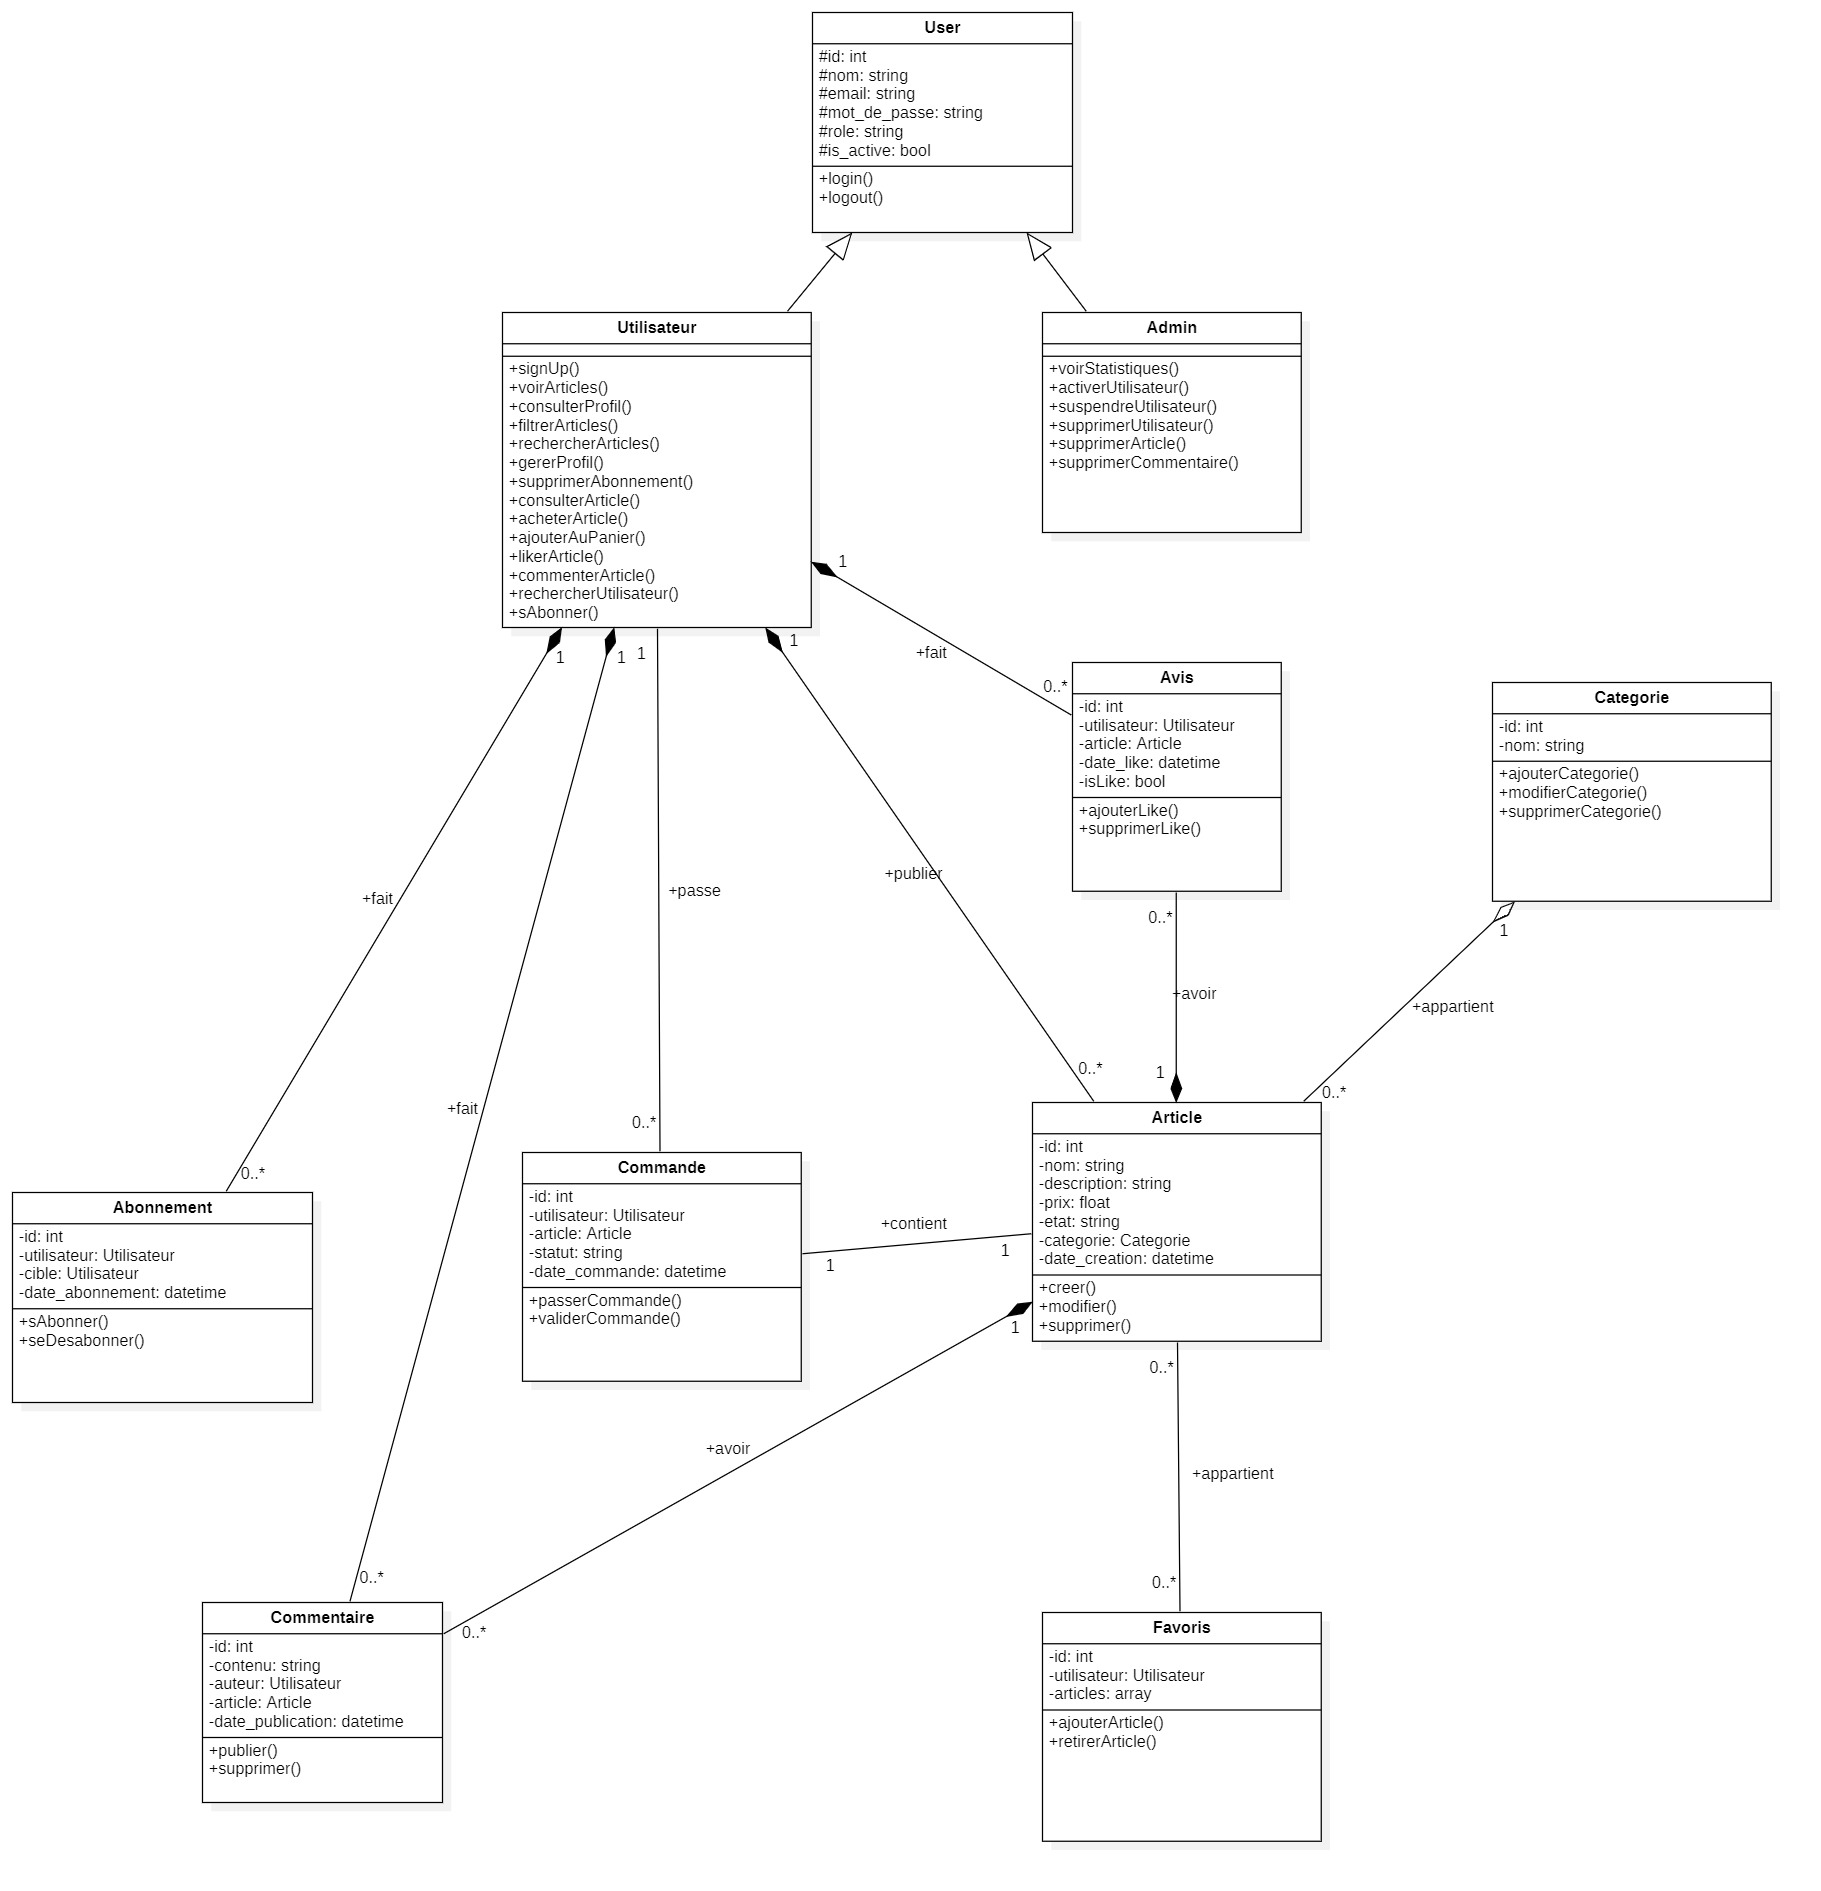 User
#id: int
#nom: string
#email: string
#mot_de_passe: string
#role: string
#is_active: bool
+login()
+logout()
Utilisateur
+signUp()
+voirArticles()
+consulterProfil()
+filtrerArticles()
+rechercherArticles()
+gererProfil()
+supprimerAbonnement()
+consulterArticle()
+acheterArticle()
+ajouterAuPanier()
+likerArticle()
+commenterArticle()
+rechercherUtilisateur()
+sAbonner()
Admin
+voirStatistiques()
+activerUtilisateur()
+suspendreUtilisateur()
+supprimerUtilisateur()
+supprimerArticle()
+supprimerCommentaire()
1
+fait
0..*
1
1
1
1
Avis
-id: int
-utilisateur: Utilisateur
-article: Article
-date_like: datetime
-isLike: bool
+ajouterLike()
+supprimerLike()
Categorie
-id: int
-nom: string
+ajouterCategorie()
+modifierCategorie()
+supprimerCategorie()
+fait
+passe
+publier
0..*
1
+avoir
+appartient
+fait
0..*
0..*
1
0..*
0..*
Abonnement
-id: int
-utilisateur: Utilisateur
-cible: Utilisateur
-date_abonnement: datetime
+sAbonner()
+seDesabonner()
Commande
-id: int
-utilisateur: Utilisateur
-article: Article
-statut: string
-date_commande: datetime
+passerCommande()
+validerCommande()
+contient
1
1
Article
-id: int
-nom: string
-description: string
-prix: float
-etat: string
-categorie: Categorie
-date_creation: datetime
+creer()
+modifier()
+supprimer()
1
0..*
+avoir
+appartient
0..*
0..*
0..*
Commentaire
-id: int
-contenu: string
-auteur: Utilisateur
-article: Article
-date_publication: datetime
+publier()
+supprimer()
Favoris
-id: int
-utilisateur: Utilisateur
-articles: array
+ajouterArticle()
+retirerArticle()